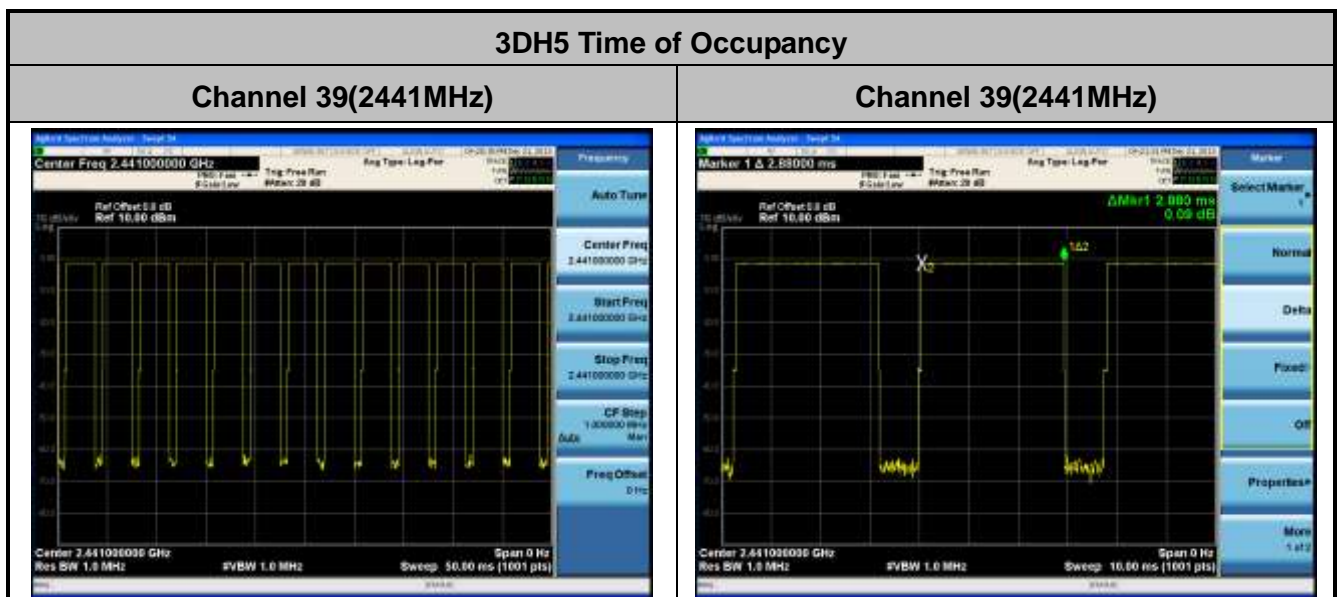 3DH5 Time of Occupancy
Channel 39(2441MHz)
Channel 39(2441MHz)
Center Freq 2.441000000 GHz
Trig: Free Run
Avg Type: Log-Pwr
Ref Offset 0.8 dB
Ref 10.00 dBm
Center 2.441000000 GHz
Res BW 1.0 MHz
#VBW 1.0 MHz
Span 0 Hz
Sweep 50.00 ms (1001 pts)
Frequency
Auto Tune
Center Freq
2.441000000 GHz
Start Freq
2.441000000 GHz
Stop Freq
2.441000000 GHz
CF Step
1.000000 MHz
Auto Man
Freq Offset
0 Hz
Marker 1 Δ 2.88000 ms
Trig: Free Run
Avg Type: Log-Pwr
Ref Offset 0.8 dB
Ref 10.00 dBm
ΔMkr1 2.880 ms
0.09 dB
1Δ2
X2
Center 2.441000000 GHz
Res BW 1.0 MHz
#VBW 1.0 MHz
Span 0 Hz
Sweep 10.00 ms (1001 pts)
Marker
Select Marker
1
Normal
Delta
Fixed
Off
Properties
More
1 of 2